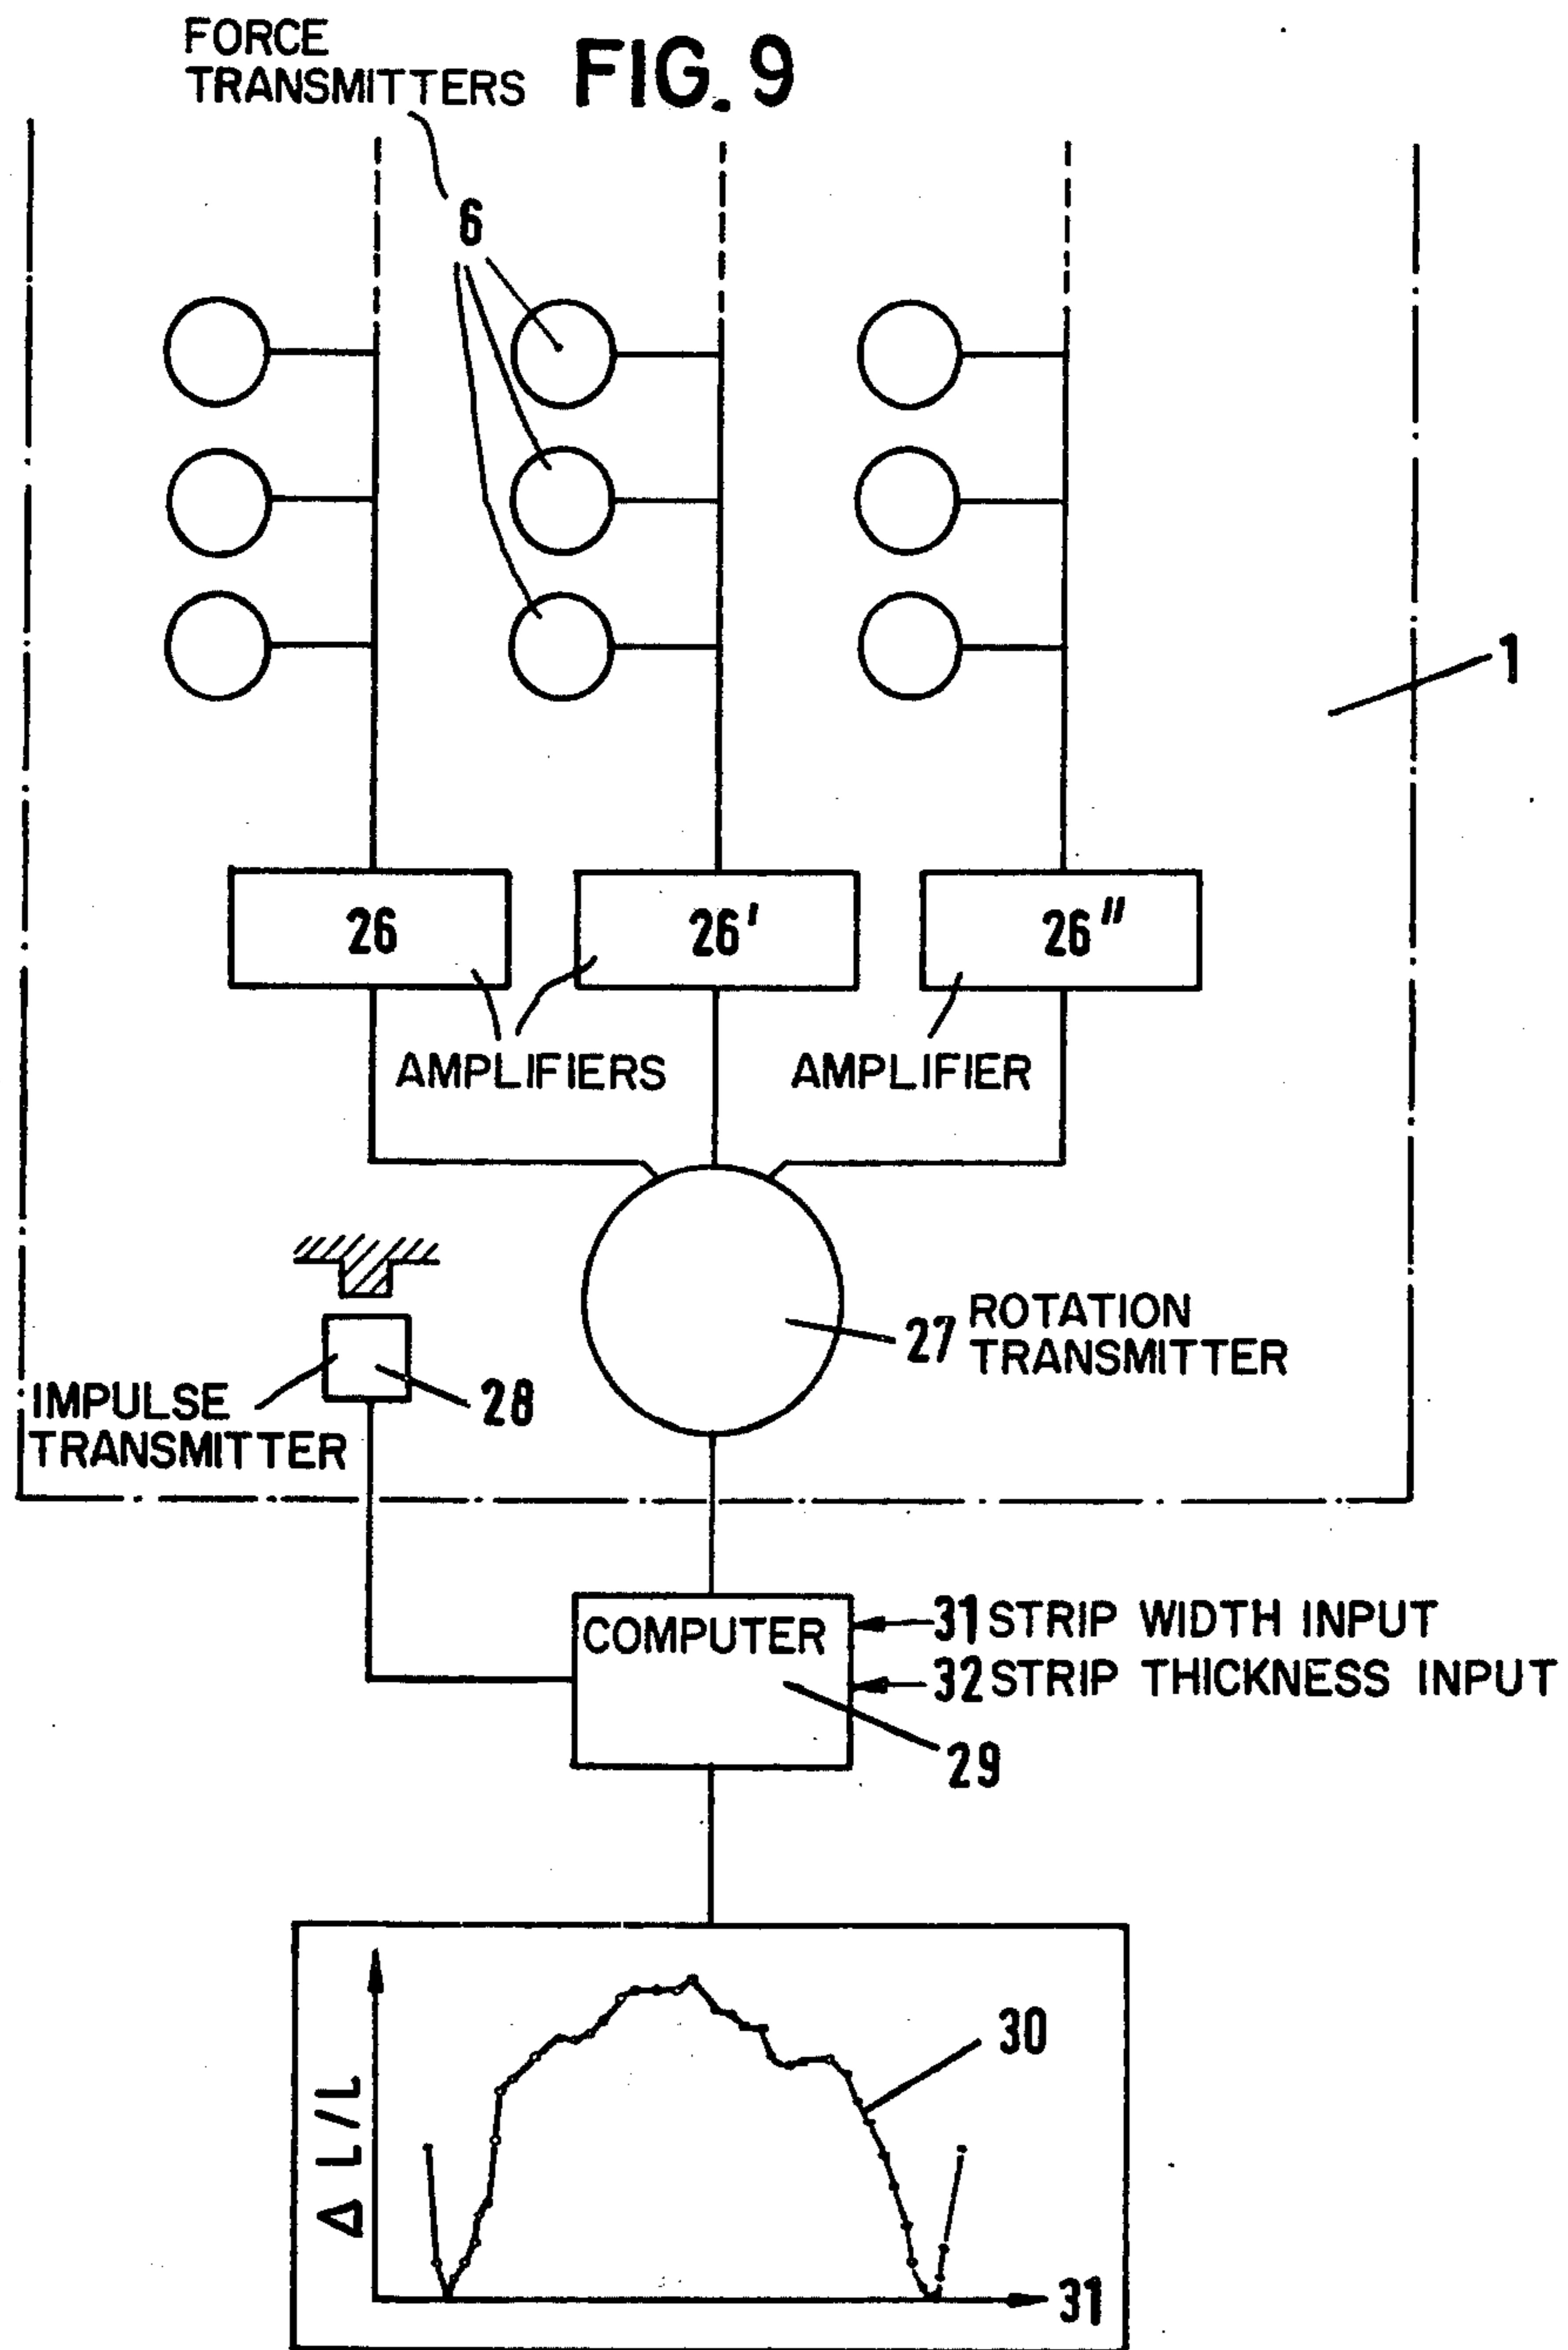 FORCE
TRANSMITTERS
FIG. 9
6
1
26
26'
26"
AMPLIFIERS
AMPLIFIER
27
ROTATION
TRANSMITTER
IMPULSE
TRANSMITTER
28
COMPUTER
31 STRIP WIDTH INPUT
32 STRIP THICKNESS INPUT
29
30
Δ L/L
31